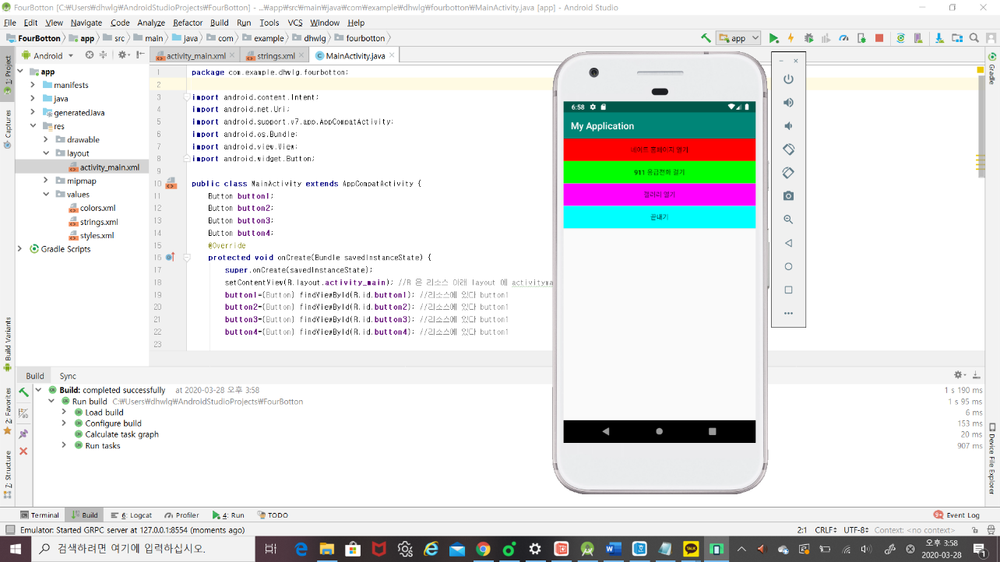 FourBotton [C:₩Users₩dhwlg₩AndroidStudioProjects₩FourBotton] - ...₩app₩src₩main₩java₩com₩example₩dhwlg₩fourbotton₩MainActivity.java [app] - Android Studio
File Edit View Navigate Code Analyze Refactor Build Run Tools VCS Window Help
FourBotton app src main java com example dhwlg fourbotton app
Android activity_main.xml strings.xml MainActivity.java
1: Project
Captures
Build Variants
2: Favorites
Z: Structure
app
manifests
java
generatedJava
res
drawable
layout
activity_main.xml
mipmap
values
colors.xml
strings.xml
styles.xml
Gradle Scripts
1 package com.example.dhwlg.fourbotton;
2
3 import android.content.Intent;
4 import android.net.Uri;
5 import android.support.v7.app.AppCompatActivity;
6 import android.os.Bundle;
7 import android.view.View;
8 import android.widget.Button;
9
10 public class MainActivity extends AppCompatActivity {
11 Button button1;
12 Button button2;
13 Button button3;
14 Button button4;
15 @Override
16 protected void onCreate(Bundle savedInstanceState) {
17 super.onCreate(savedInstanceState);
18 setContentView(R.layout.activity_main); //R 은 리소스 아래 layout 에 activityma
19 button1=(Button) findViewById(R.id.button1); //리소스에 있다 button1
20 button2=(Button) findViewById(R.id.button2); //리소스에 있다 button1
21 button3=(Button) findViewById(R.id.button3); //리소스에 있다 button1
22 button4=(Button) findViewById(R.id.button4); //리소스에 있다 button1
23
6:58
My Application
네이트 홈페이지 열기
911 응급전화 걸기
갤러리 열기
끝내기
Gradle
Device File Explorer
Build Sync
Build: completed successfully at 2020-03-28 오후 3:58 1 s 190 ms
Run build C:₩Users₩dhwlg₩AndroidStudioProjects₩FourBotton 1 s 95 ms
Load build 6 ms
Configure build 153 ms
Calculate task graph 20 ms
Run tasks 907 ms
Terminal Build 6: Logcat Profiler 4: Run TODO Event Log
Emulator: Started GRPC server at 127.0.0.1:8554 (moments ago) 2:1 CRLF UTF-8 Context: <no context>
검색하려면 여기에 입력하십시오.
TALK
오후 3:58
2020-03-28